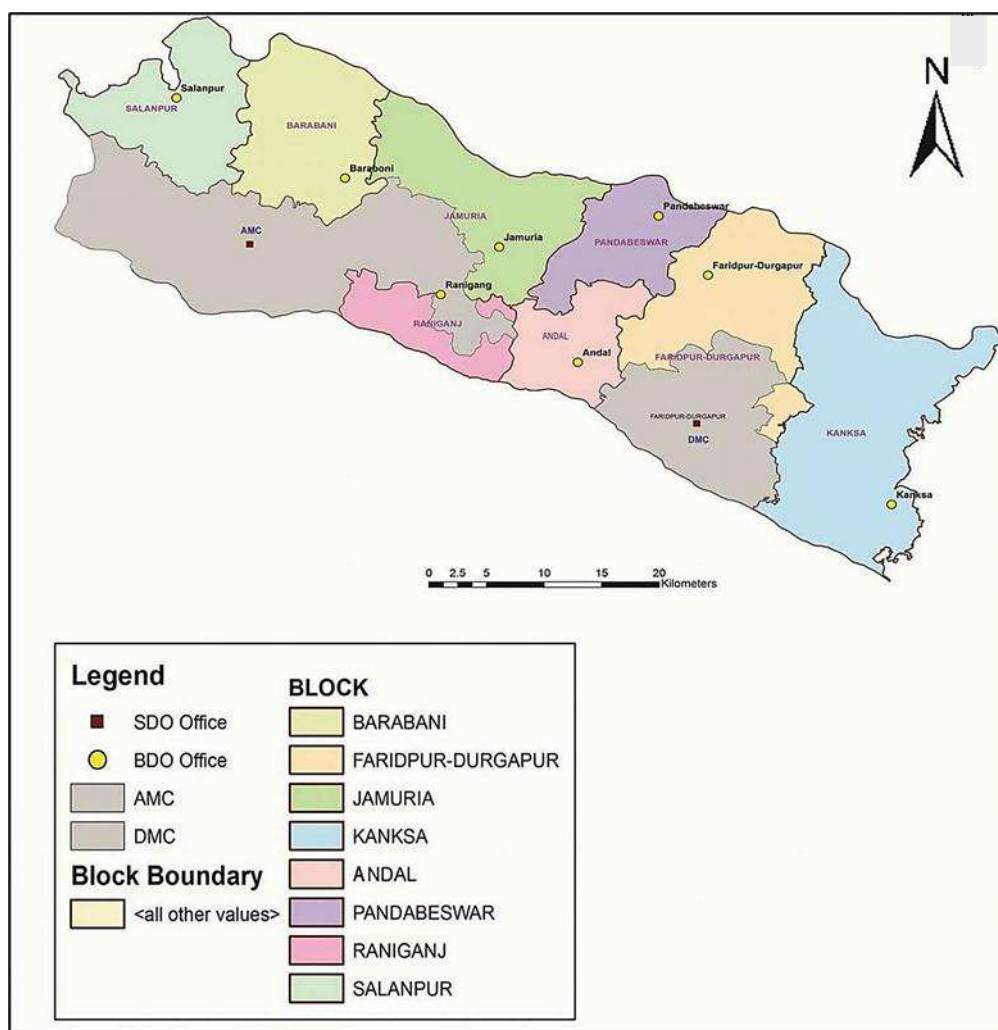 N
Salanpur
SALANPUR
BARABANI
Baraboni
JAMURIA
Pandabeswar
AMC
Jamuria
PANDABESWAR
Faridpur-Durgapur
Ranigang
RANIGANJ
ANDAL
Andal
FARIDPUR-DURGAPUR
FARIDPUR-DURGAPUR
DMC
KANKSA
Kanksa
0 2.5 5 10 15 20
Kilometers
Legend
SDO Office
BDO Office
AMC
DMC
Block Boundary
<all other values>
BLOCK
BARABANI
FARIDPUR-DURGAPUR
JAMURIA
KANKSA
ANDAL
PANDABESWAR
RANIGANJ
SALANPUR